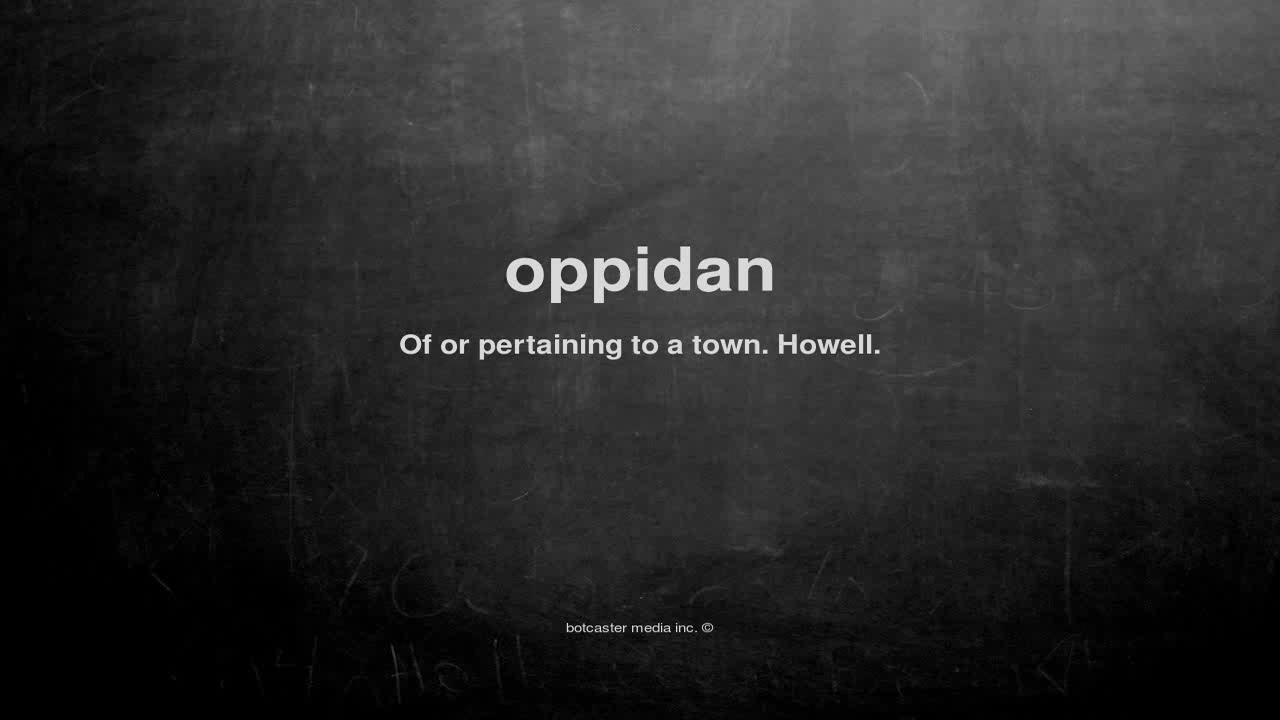 oppidan
Of or pertaining to a town. Howell.
botcaster media inc. ©